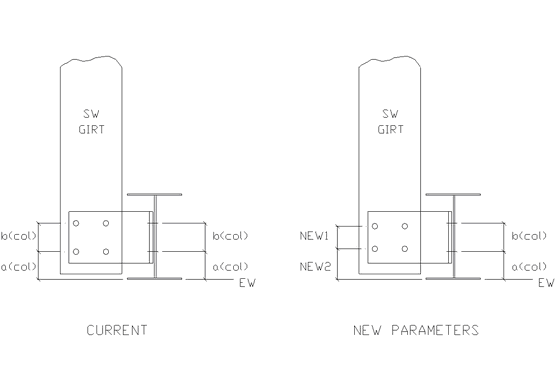 SW
GIRT
b(col)
b(col)
a(col)
a(col)
EW
CURRENT
SW
GIRT
NEW1
b(col)
NEW2
a(col)
EW
NEW PARAMETERS